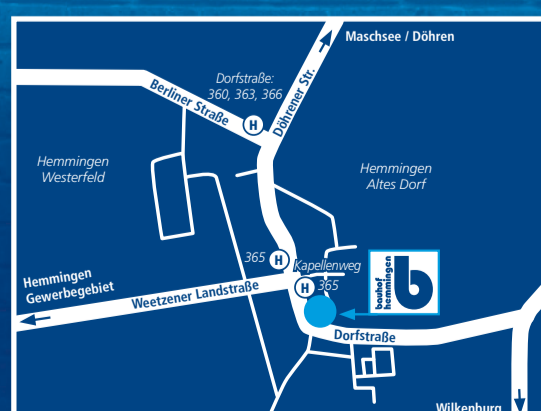 Maschsee / Döhren
Dorfstraße:
360, 363, 366
Berliner Straße
H
Döhrener Str.
Hemmingen
Westerfeld
Hemmingen
Altes Dorf
365 H
Kapellenweg
H 365
bauhof
hemmingen
b
Hemmingen
Gewerbegebiet
Weetzener Landstraße
Dorfstraße
Wilkenburg